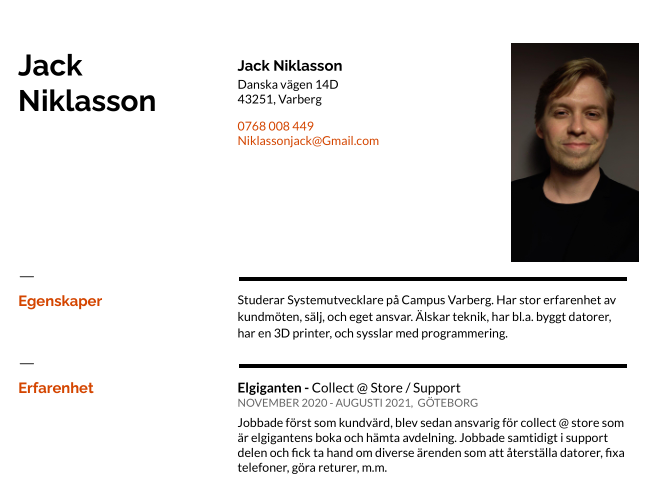 Jack
Niklasson
Jack Niklasson
Danska vägen 14D
43251, Varberg
0768 008 449
Niklassonjack@Gmail.com
—
Egenskaper
Studerar Systemutvecklare på Campus Varberg. Har stor erfarenhet av
kundmöten, sälj, och eget ansvar. Älskar teknik, har bl.a. byggt datorer,
har en 3D printer, och sysslar med programmering.
—
Erfarenhet
Elgiganten - Collect @ Store / Support
NOVEMBER 2020 - AUGUSTI 2021, GÖTEBORG
Jobbade först som kundvärd, blev sedan ansvarig för collect @ store som
är elgigantens boka och hämta avdelning. Jobbade samtidigt i support
delen och fick ta hand om diverse ärenden som att återställa datorer, fixa
telefoner, göra returer, m.m.